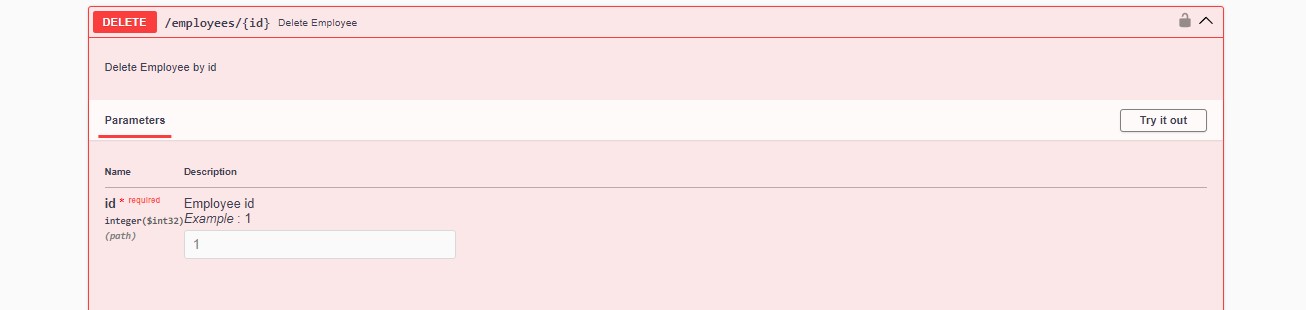 DELETE /employees/{id} Delete Employee
Delete Employee by id
Parameters Try it out
Name Description
id * required Employee id
integer($int32) Example : 1
(path)
1